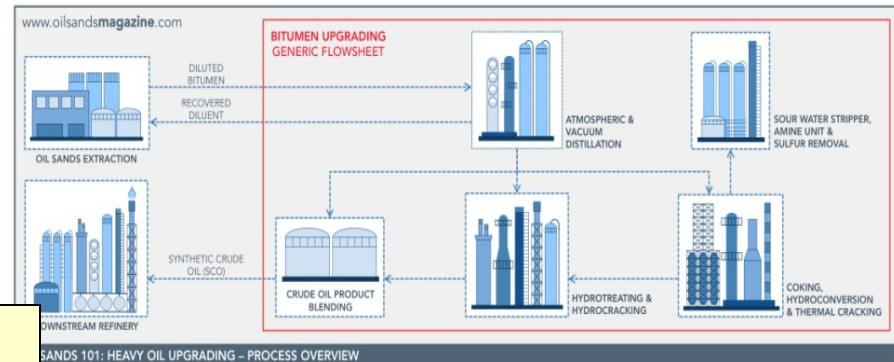 www.oilsandsmagazine.com
BITUMEN UPGRADING
GENERIC FLOWSHEET
DILUTED
BITUMEN
RECOVERED
DILUENT
OIL SANDS EXTRACTION
ATMOSPHERIC &
VACUUM
DISTILLATION
SOUR WATER STRIPPER,
AMINE UNIT &
SULFUR REMOVAL
SYNTHETIC CRUDE
OIL (SCO)
CRUDE OIL PRODUCT
BLENDING
HYDROTREATING &
HYDROCRACKING
COKING,
HYDROCONVERSION
& THERMAL CRACKING
OWNSTREAM REFINERY
SANDS 101: HEAVY OIL UPGRADING – PROCESS OVERVIEW